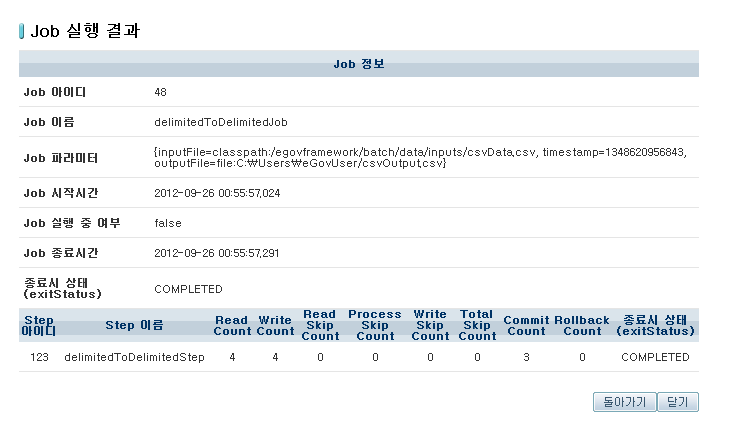 Job 실행 결과
Job 정보
Job 아이디 48
Job 이름 delimitedToDelimitedJob
Job 파라미터 {inputFile=classpath:/egovframework/batch/data/inputs/csvData.csv, timestamp=1348620956843,
outputFile=file:C:₩Users₩eGovUser/csvOutput.csv}
Job 시작시간 2012-09-26 00:55:57.024
Job 실행 중 여부 false
Job 종료시간 2012-09-26 00:55:57.291
종료시 상태
(exitStatus) COMPLETED
Step 아이디 Step 이름 Read Count Write Count Read Skip Count Process Skip Count Write Skip Count Total Skip Count Commit Count Rollback Count 종료시 상태 (exitStatus)
123 delimitedToDelimitedStep 4 4 0 0 0 0 3 0 COMPLETED
돌아가기 닫기